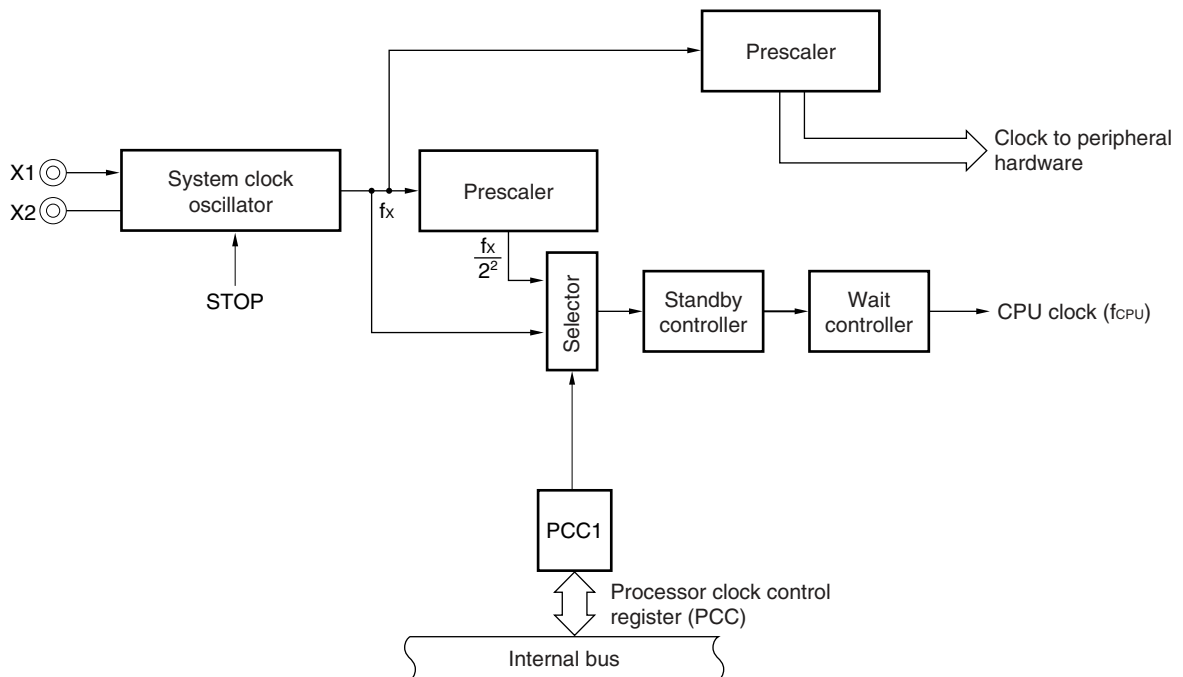 Prescaler
Clock to peripheral
hardware
X1
X2
System clock
oscillator
fX
Prescaler
STOP
fX
2²
Selector
Standby
controller
Wait
controller
CPU clock (fCPU)
PCC1
Processor clock control
register (PCC)
Internal bus